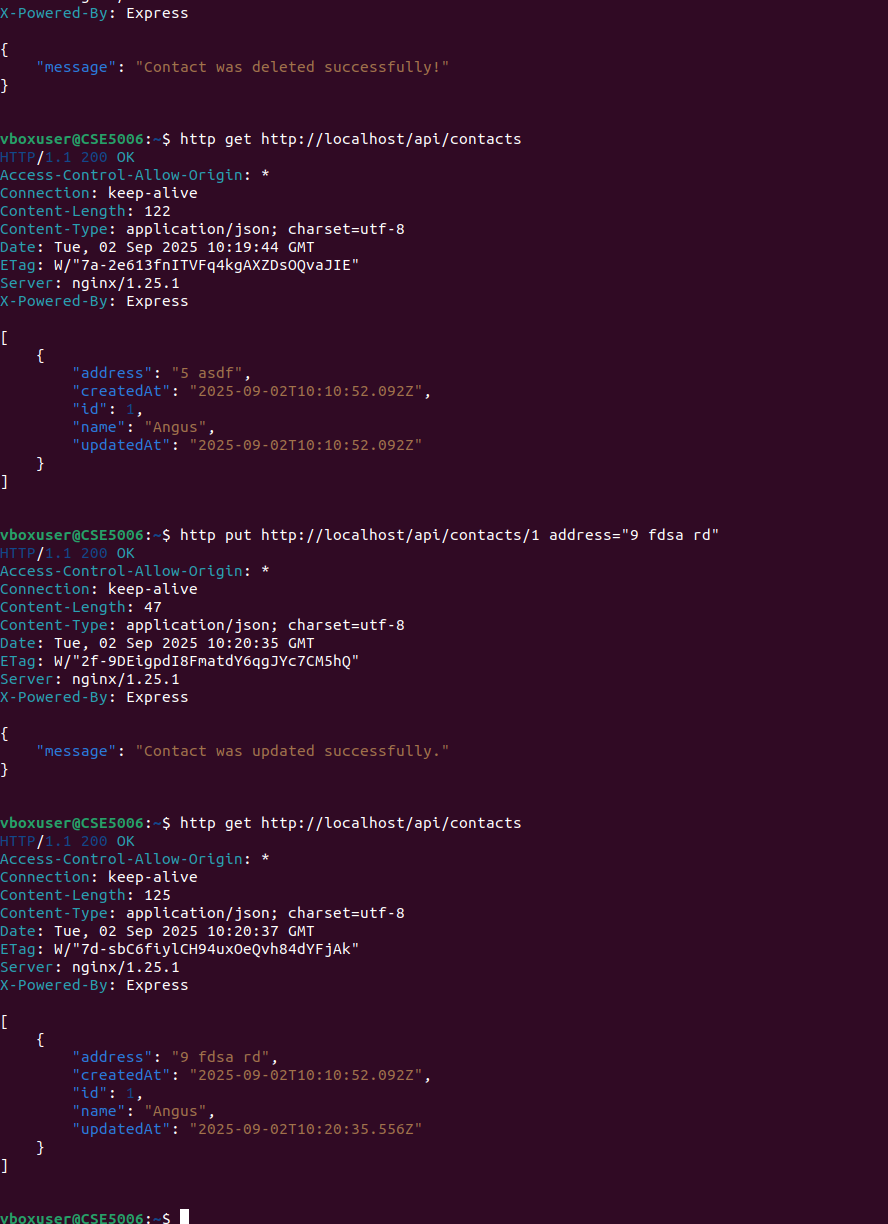 X-Powered-By: Express
{
    "message": "Contact was deleted successfully!"
}
vboxuser@CSE5006:~$ http get http://localhost/api/contacts
HTTP/1.1 200 OK
Access-Control-Allow-Origin: *
Connection: keep-alive
Content-Length: 122
Content-Type: application/json; charset=utf-8
Date: Tue, 02 Sep 2025 10:19:44 GMT
ETag: W/"7a-2e613fnITVFq4kgAXZDsOQvaJIE"
Server: nginx/1.25.1
X-Powered-By: Express
[
    {
        "address": "5 asdf",
        "createdAt": "2025-09-02T10:10:52.092Z",
        "id": 1,
        "name": "Angus",
        "updatedAt": "2025-09-02T10:10:52.092Z"
    }
]
vboxuser@CSE5006:~$ http put http://localhost/api/contacts/1 address="9 fdsa rd"
HTTP/1.1 200 OK
Access-Control-Allow-Origin: *
Connection: keep-alive
Content-Length: 47
Content-Type: application/json; charset=utf-8
Date: Tue, 02 Sep 2025 10:20:35 GMT
ETag: W/"2f-9DEigpdI8FmatdY6qgJYc7CM5hQ"
Server: nginx/1.25.1
X-Powered-By: Express
{
    "message": "Contact was updated successfully."
}
vboxuser@CSE5006:~$ http get http://localhost/api/contacts
HTTP/1.1 200 OK
Access-Control-Allow-Origin: *
Connection: keep-alive
Content-Length: 125
Content-Type: application/json; charset=utf-8
Date: Tue, 02 Sep 2025 10:20:37 GMT
ETag: W/"7d-sbC6fiylCH94uxOeQvh84dYFjAk"
Server: nginx/1.25.1
X-Powered-By: Express
[
    {
        "address": "9 fdsa rd",
        "createdAt": "2025-09-02T10:10:52.092Z",
        "id": 1,
        "name": "Angus",
        "updatedAt": "2025-09-02T10:20:35.556Z"
    }
]
vboxuser@CSE5006:~$